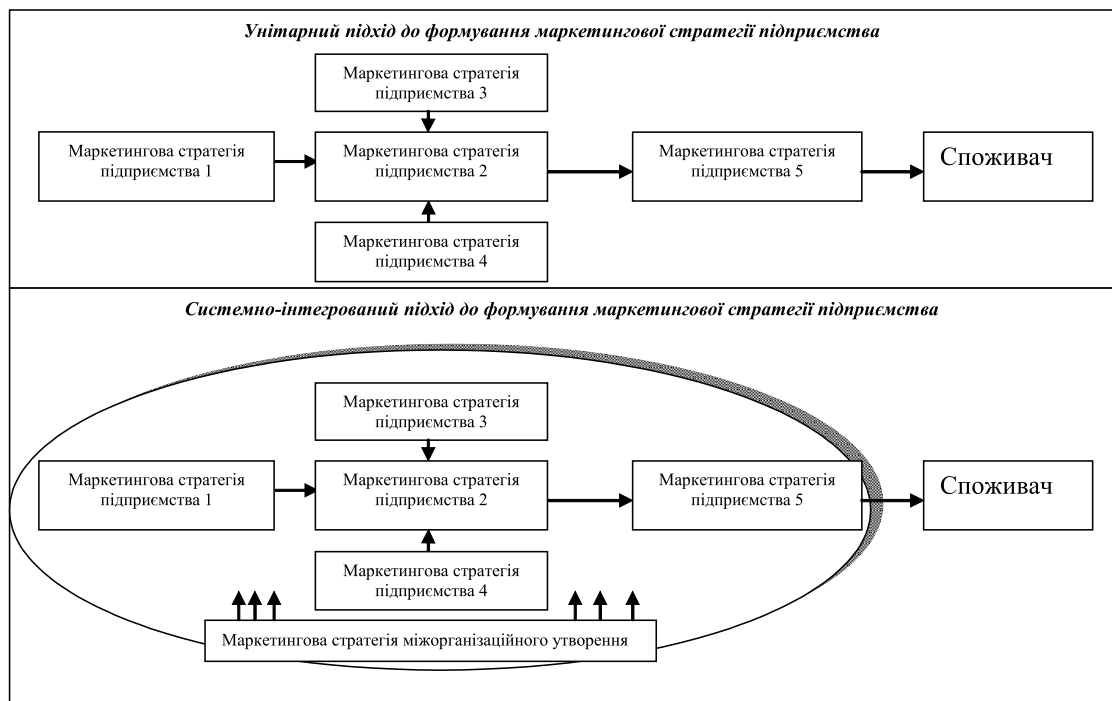 Унітарний підхід до формування маркетингової стратегії підприємства
Маркетингова стратегія
підприємства 3
Маркетингова стратегія
підприємства 1
Маркетингова стратегія
підприємства 2
Маркетингова стратегія
підприємства 5
Споживач
Маркетингова стратегія
підприємства 4
Системно-інтегрований підхід до формування маркетингової стратегії підприємства
Маркетингова стратегія
підприємства 3
Маркетингова стратегія
підприємства 1
Маркетингова стратегія
підприємства 2
Маркетингова стратегія
підприємства 5
Споживач
Маркетингова стратегія
підприємства 4
Маркетингова стратегія міжорганізаційного утворення